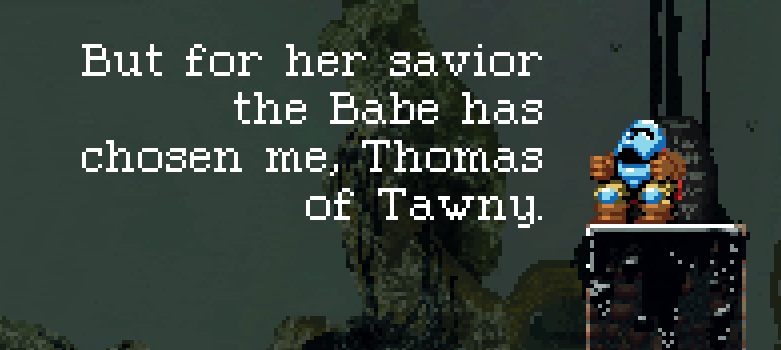 But for her savior
the Babe has
chosen me, Thomas
of Tawny.